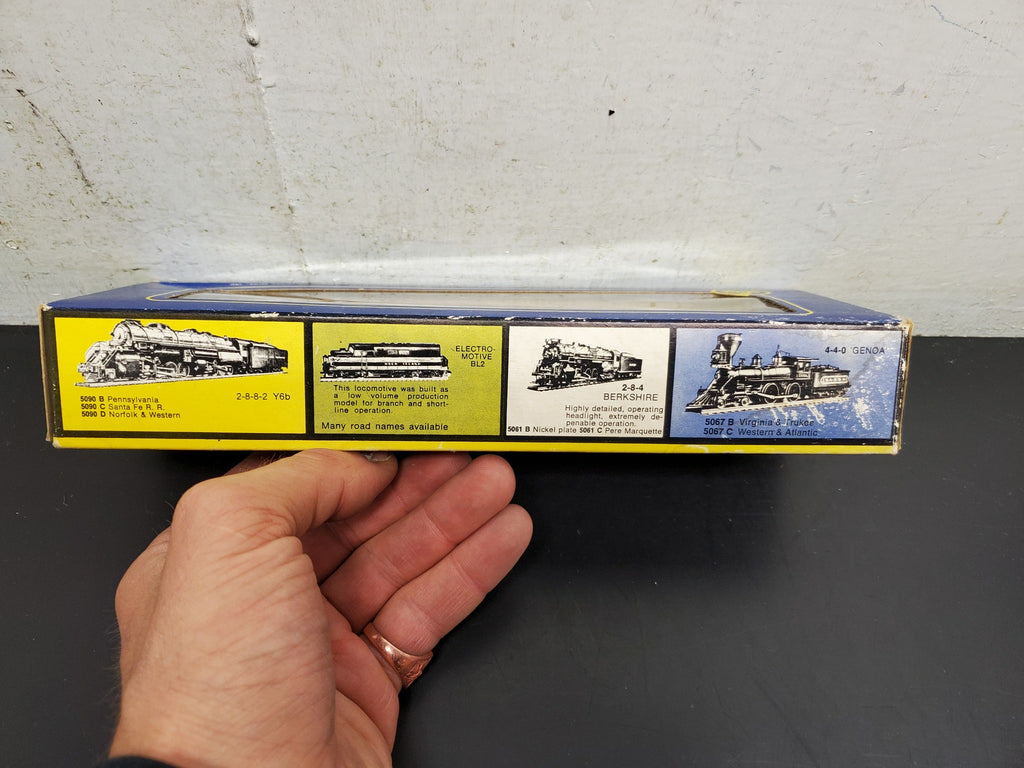 5090 B Pennsylvania
5090 C Santa Fe R. R.
5090 D Norfolk & Western
2-8-8-2 Y6b
ELECTRO-
MOTIVE
BL2
This locomotive was built as
a low volume production
model for branch and short-
line operation.
Many road names available
2-8-4
BERKSHIRE
Highly detailed, operating
headlight, extremely de-
penable operation.
5061 B Nickel plate 5061 C Pere Marquette
4-4-0 GENOA
5067 B Virginia & Trukee
5067 C Western & Atlantic